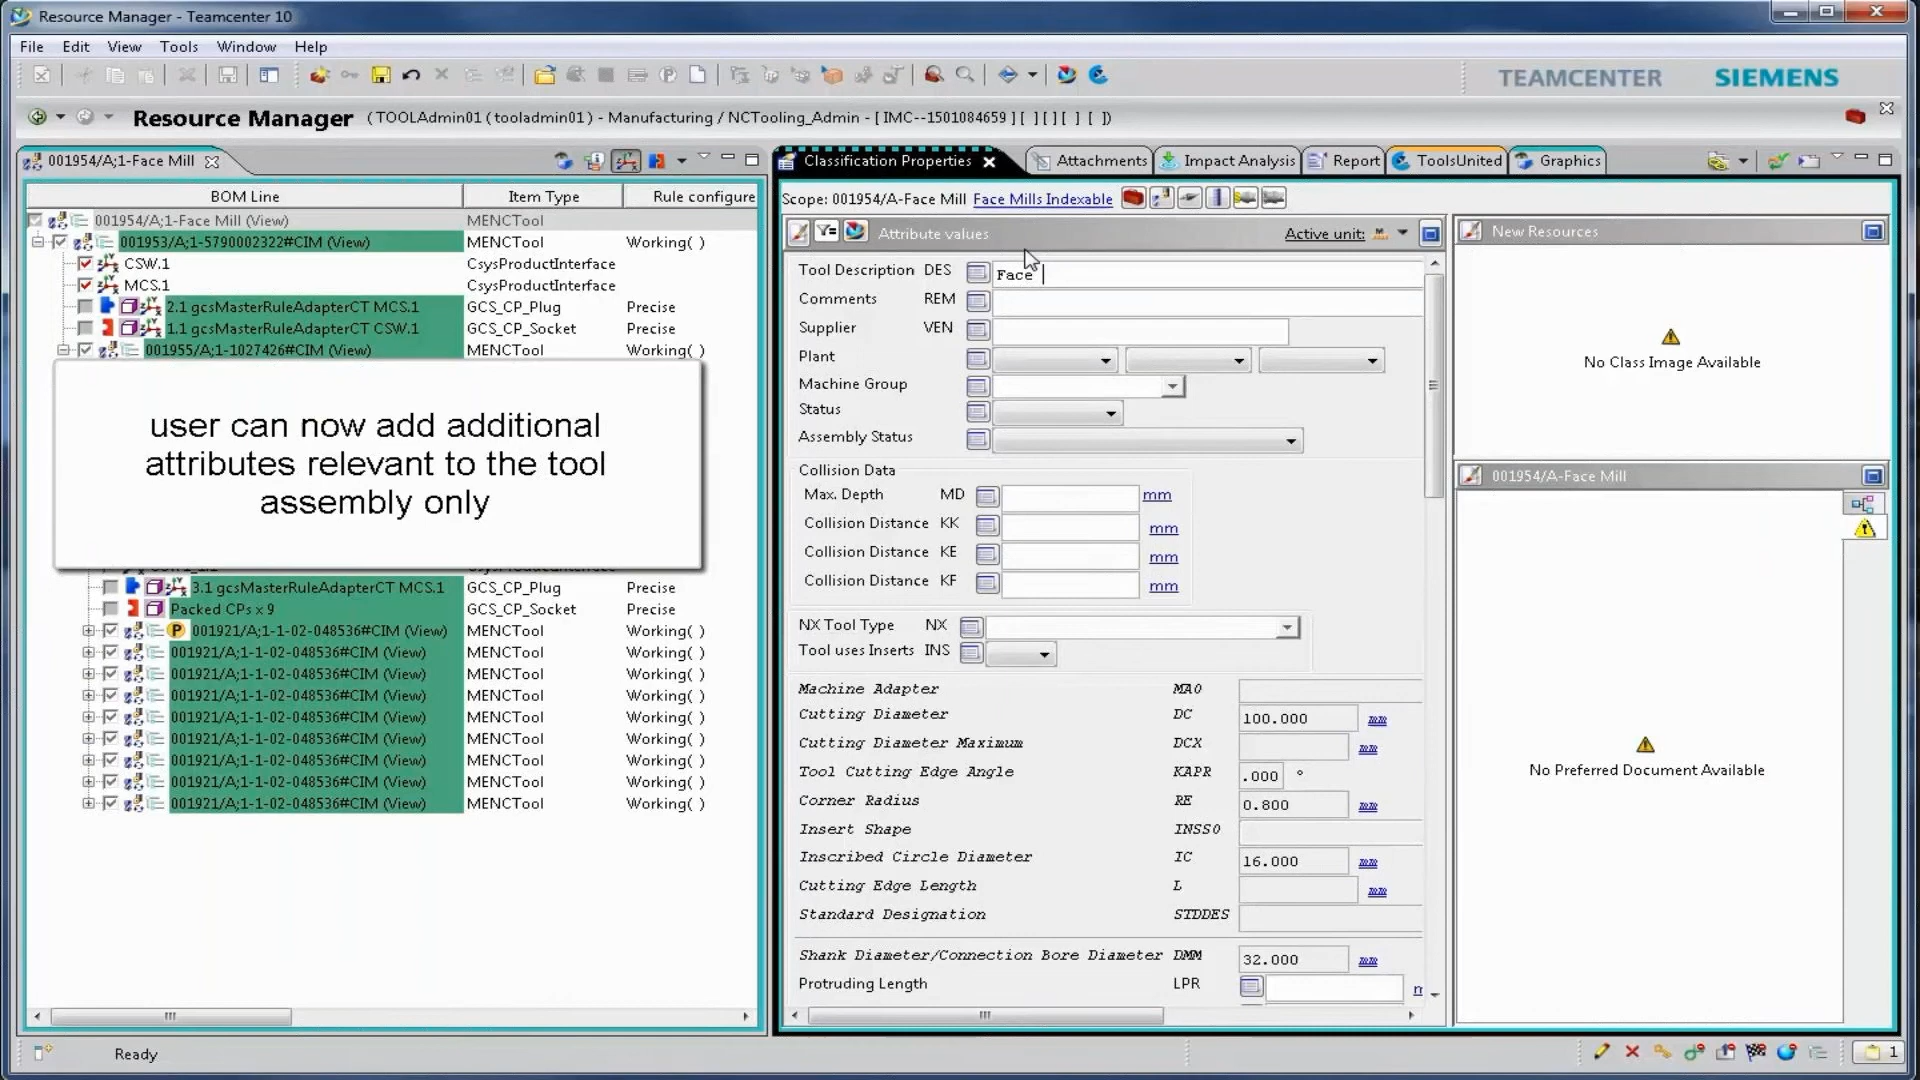 Resource Manager - Teamcenter 10
File Edit View Tools Window Help
TEAMCENTER SIEMENS
Resource Manager (TOOLAdmin01 (tooladmin01) - Manufacturing / NCTooling_Admin - [ IMC--1501084659 ] [ ] [ ] [ ] [ ])
001954/A;1-Face Mill
BOM Line Item Type Rule configure
001954/A;1-Face Mill (View) MENCTool
001953/A;1-5790002322#CIM (View) MENCTool Working( )
CSW.1 CsysProductInterface
MCS.1 CsysProductInterface
2.1 gcsMasterRuleAdapterCT MCS.1 GCS_CP_Plug Precise
1.1 gcsMasterRuleAdapterCT CSW.1 GCS_CP_Socket Precise
001955/A;1-1027426#CIM (View) MENCTool Working( )
user can now add additional
attributes relevant to the tool
assembly only
3.1 gcsMasterRuleAdapterCT MCS.1 GCS_CP_Plug Precise
Packed CPs x 9 GCS_CP_Socket Precise
P 001921/A;1-1-02-048536#CIM (View) MENCTool Working( )
001921/A;1-1-02-048536#CIM (View) MENCTool Working( )
001921/A;1-1-02-048536#CIM (View) MENCTool Working( )
001921/A;1-1-02-048536#CIM (View) MENCTool Working( )
001921/A;1-1-02-048536#CIM (View) MENCTool Working( )
001921/A;1-1-02-048536#CIM (View) MENCTool Working( )
001921/A;1-1-02-048536#CIM (View) MENCTool Working( )
001921/A;1-1-02-048536#CIM (View) MENCTool Working( )
001921/A;1-1-02-048536#CIM (View) MENCTool Working( )
Classification Properties Attachments Impact Analysis Report ToolsUnited Graphics
Scope: 001954/A-Face Mill Face Mills Indexable
Attribute values Active unit:
Tool Description DES Face
Comments REM
Supplier VEN
Plant
Machine Group
Status
Assembly Status
Collision Data
Max. Depth MD mm
Collision Distance KK mm
Collision Distance KE mm
Collision Distance KF mm
NX Tool Type NX
Tool uses Inserts INS
Machine Adapter MA0
Cutting Diameter DC 100.000 mm
Cutting Diameter Maximum DCX mm
Tool Cutting Edge Angle KAPR .000 °
Corner Radius RE 0.800 mm
Insert Shape INSS0
Inscribed Circle Diameter IC 16.000 mm
Cutting Edge Length L mm
Standard Designation STDDES
Shank Diameter/Connection Bore Diameter DMM 32.000 mm
Protruding Length LPR
New Resources
No Class Image Available
001954/A-Face Mill
No Preferred Document Available
Ready
1